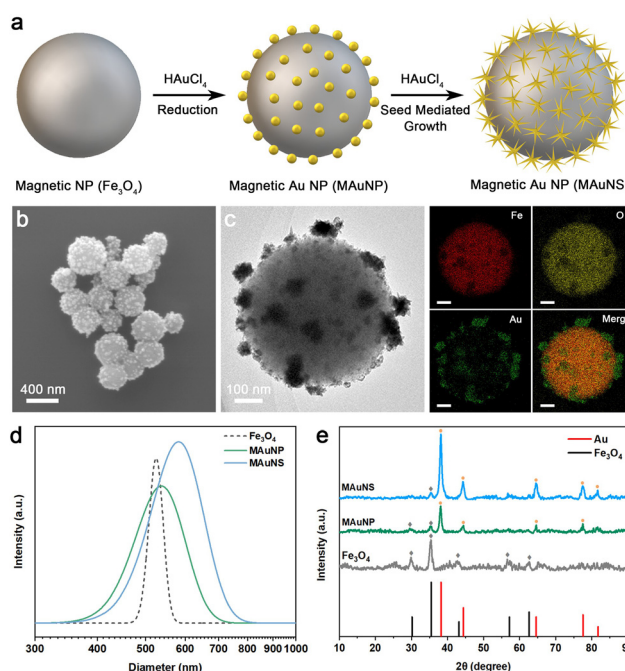 a
HAuCl4
Reduction
HAuCl4
Seed Mediated
Growth
Magnetic NP (Fe3O4)
Magnetic Au NP (MAuNP)
Magnetic Au NP (MAuNS)
b
400 nm
c
100 nm
Fe
O
Au
Merge
d
Fe3O4
MAuNP
MAuNS
Intensity (a.u.)
300 400 500 600 700 800 900 1000
Diameter (nm)
e
Au
Fe3O4
MAuNS
MAuNP
Fe3O4
Intensity (a.u.)
10 20 30 40 50 60 70 80 90
2θ (degree)